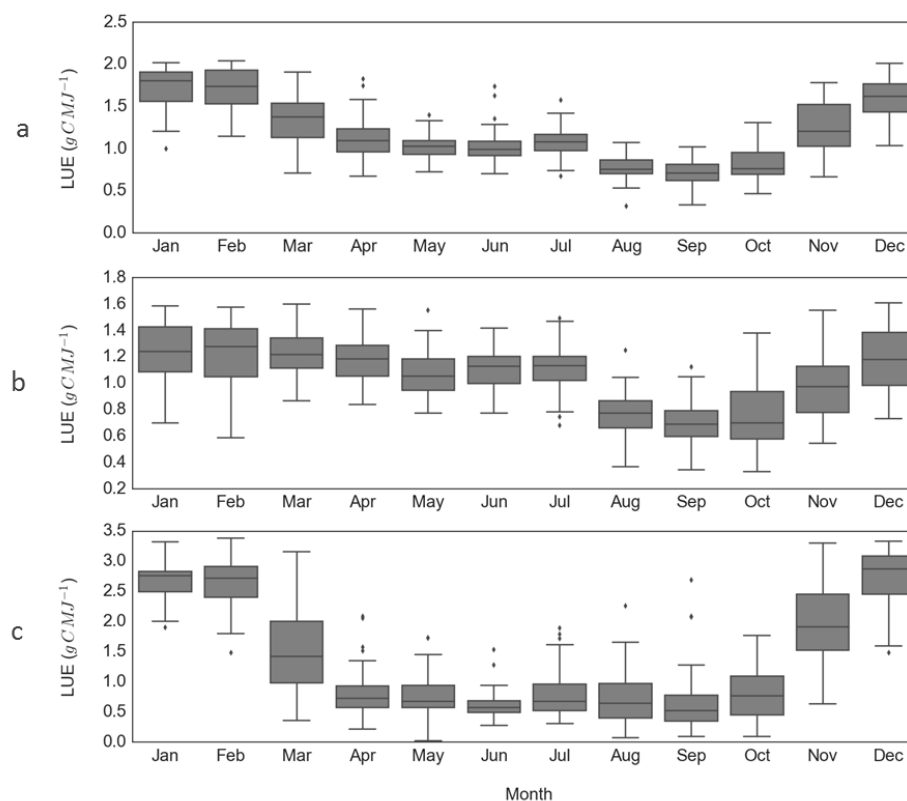 2.5
2.0
1.5
1.0
0.5
0.0
LUE (gCMJ⁻¹)
a
Jan Feb Mar Apr May Jun Jul Aug Sep Oct Nov Dec
1.8
1.6
1.4
1.2
1.0
0.8
0.6
0.4
0.2
LUE (gCMJ⁻¹)
b
Jan Feb Mar Apr May Jun Jul Aug Sep Oct Nov Dec
3.5
3.0
2.5
2.0
1.5
1.0
0.5
0.0
LUE (gCMJ⁻¹)
c
Jan Feb Mar Apr May Jun Jul Aug Sep Oct Nov Dec
Month